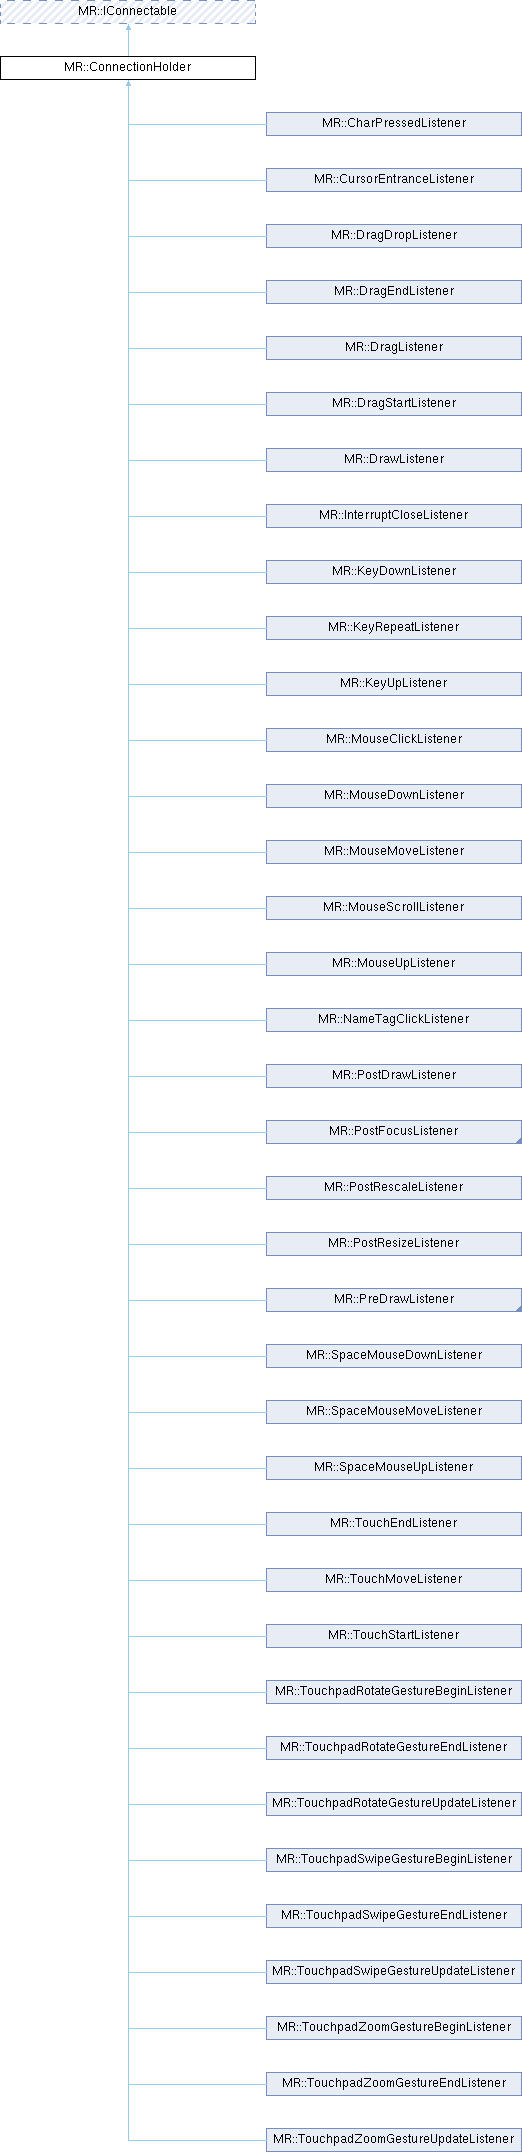 MR::IConnectable
MR::ConnectionHolder
MR::CharPressedListener
MR::CursorEntranceListener
MR::DragDropListener
MR::DragEndListener
MR::DragListener
MR::DragStartListener
MR::DrawListener
MR::InterruptCloseListener
MR::KeyDownListener
MR::KeyRepeatListener
MR::KeyUpListener
MR::MouseClickListener
MR::MouseDownListener
MR::MouseMoveListener
MR::MouseScrollListener
MR::MouseUpListener
MR::NameTagClickListener
MR::PostDrawListener
MR::PostFocusListener
MR::PostRescaleListener
MR::PostResizeListener
MR::PreDrawListener
MR::SpaceMouseDownListener
MR::SpaceMouseMoveListener
MR::SpaceMouseUpListener
MR::TouchEndListener
MR::TouchMoveListener
MR::TouchStartListener
MR::TouchpadRotateGestureBeginListener
MR::TouchpadRotateGestureEndListener
MR::TouchpadRotateGestureUpdateListener
MR::TouchpadSwipeGestureBeginListener
MR::TouchpadSwipeGestureEndListener
MR::TouchpadSwipeGestureUpdateListener
MR::TouchpadZoomGestureBeginListener
MR::TouchpadZoomGestureEndListener
MR::TouchpadZoomGestureUpdateListener